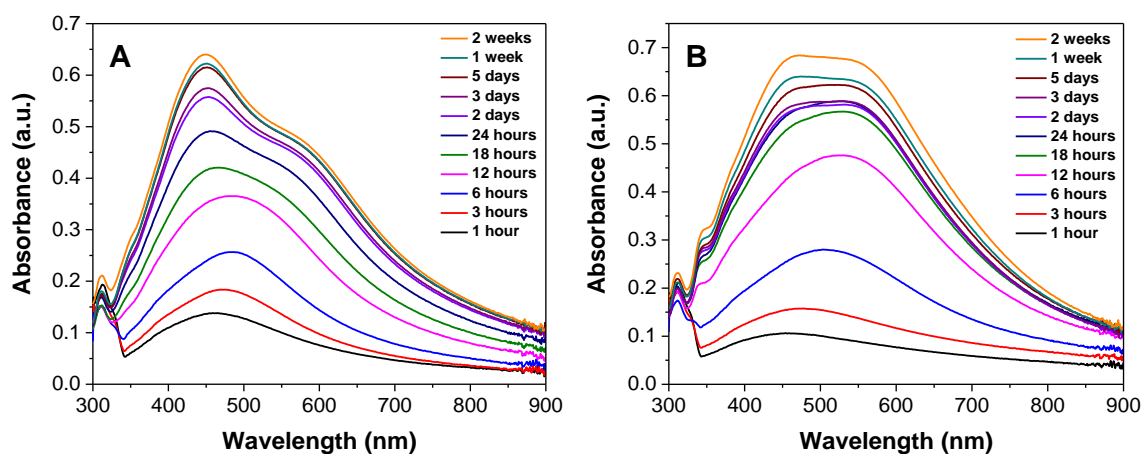 A
2 weeks
1 week
5 days
3 days
2 days
24 hours
18 hours
12 hours
6 hours
3 hours
1 hour
Absorbance (a.u.)
0.7
0.6
0.5
0.4
0.3
0.2
0.1
0.0
300 400 500 600 700 800 900
Wavelength (nm)
B
2 weeks
1 week
5 days
3 days
2 days
24 hours
18 hours
12 hours
6 hours
3 hours
1 hour
Absorbance (a.u.)
0.7
0.6
0.5
0.4
0.3
0.2
0.1
0.0
300 400 500 600 700 800 900
Wavelength (nm)